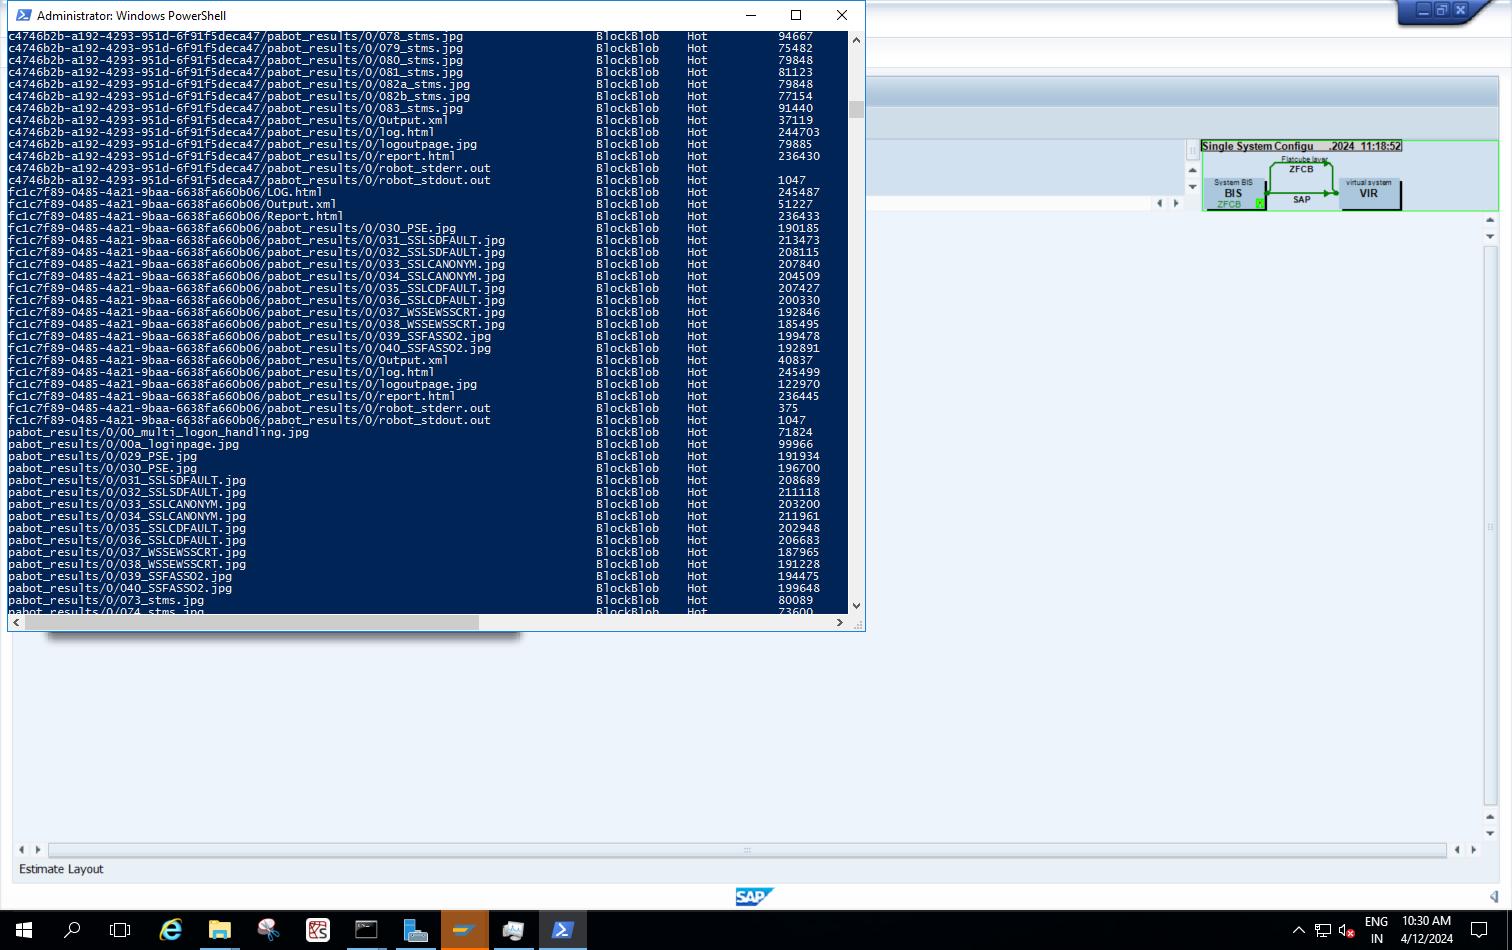 Administrator: Windows PowerShell
c4746b2b-a192-4293-951d-6f91f5deca47/pabot_results/0/078_stms.jpg BlockBlob Hot 94667
c4746b2b-a192-4293-951d-6f91f5deca47/pabot_results/0/079_stms.jpg BlockBlob Hot 75482
c4746b2b-a192-4293-951d-6f91f5deca47/pabot_results/0/080_stms.jpg BlockBlob Hot 79848
c4746b2b-a192-4293-951d-6f91f5deca47/pabot_results/0/081_stms.jpg BlockBlob Hot 81123
c4746b2b-a192-4293-951d-6f91f5deca47/pabot_results/0/082a_stms.jpg BlockBlob Hot 79848
c4746b2b-a192-4293-951d-6f91f5deca47/pabot_results/0/082b_stms.jpg BlockBlob Hot 77154
c4746b2b-a192-4293-951d-6f91f5deca47/pabot_results/0/083_stms.jpg BlockBlob Hot 91440
c4746b2b-a192-4293-951d-6f91f5deca47/pabot_results/0/Output.xml BlockBlob Hot 37119
c4746b2b-a192-4293-951d-6f91f5deca47/pabot_results/0/log.html BlockBlob Hot 244703
c4746b2b-a192-4293-951d-6f91f5deca47/pabot_results/0/logoutpage.jpg BlockBlob Hot 79885
c4746b2b-a192-4293-951d-6f91f5deca47/pabot_results/0/report.html BlockBlob Hot 236430
c4746b2b-a192-4293-951d-6f91f5deca47/pabot_results/0/robot_stderr.out BlockBlob Hot
c4746b2b-a192-4293-951d-6f91f5deca47/pabot_results/0/robot_stdout.out BlockBlob Hot 1047
fc1c7f89-0485-4a21-9baa-6638fa660b06/LOG.html BlockBlob Hot 245487
fc1c7f89-0485-4a21-9baa-6638fa660b06/Output.xml BlockBlob Hot 51227
fc1c7f89-0485-4a21-9baa-6638fa660b06/Report.html BlockBlob Hot 236433
fc1c7f89-0485-4a21-9baa-6638fa660b06/pabot_results/0/030_PSE.jpg BlockBlob Hot 190185
fc1c7f89-0485-4a21-9baa-6638fa660b06/pabot_results/0/031_SSLSDFAULT.jpg BlockBlob Hot 213473
fc1c7f89-0485-4a21-9baa-6638fa660b06/pabot_results/0/032_SSLSDFAULT.jpg BlockBlob Hot 208115
fc1c7f89-0485-4a21-9baa-6638fa660b06/pabot_results/0/033_SSLCANONYM.jpg BlockBlob Hot 207840
fc1c7f89-0485-4a21-9baa-6638fa660b06/pabot_results/0/034_SSLCANONYM.jpg BlockBlob Hot 204509
fc1c7f89-0485-4a21-9baa-6638fa660b06/pabot_results/0/035_SSLCDFAULT.jpg BlockBlob Hot 207427
fc1c7f89-0485-4a21-9baa-6638fa660b06/pabot_results/0/036_SSLCDFAULT.jpg BlockBlob Hot 200330
fc1c7f89-0485-4a21-9baa-6638fa660b06/pabot_results/0/037_WSSEWSSCRT.jpg BlockBlob Hot 192846
fc1c7f89-0485-4a21-9baa-6638fa660b06/pabot_results/0/038_WSSEWSSCRT.jpg BlockBlob Hot 185495
fc1c7f89-0485-4a21-9baa-6638fa660b06/pabot_results/0/039_SSFASSO2.jpg BlockBlob Hot 199478
fc1c7f89-0485-4a21-9baa-6638fa660b06/pabot_results/0/040_SSFASSO2.jpg BlockBlob Hot 192891
fc1c7f89-0485-4a21-9baa-6638fa660b06/pabot_results/0/Output.xml BlockBlob Hot 40837
fc1c7f89-0485-4a21-9baa-6638fa660b06/pabot_results/0/log.html BlockBlob Hot 245499
fc1c7f89-0485-4a21-9baa-6638fa660b06/pabot_results/0/logoutpage.jpg BlockBlob Hot 122970
fc1c7f89-0485-4a21-9baa-6638fa660b06/pabot_results/0/report.html BlockBlob Hot 236445
fc1c7f89-0485-4a21-9baa-6638fa660b06/pabot_results/0/robot_stderr.out BlockBlob Hot 375
fc1c7f89-0485-4a21-9baa-6638fa660b06/pabot_results/0/robot_stdout.out BlockBlob Hot 1047
pabot_results/0/00_multi_logon_handling.jpg BlockBlob Hot 71824
pabot_results/0/00a_loginpage.jpg BlockBlob Hot 99966
pabot_results/0/029_PSE.jpg BlockBlob Hot 191934
pabot_results/0/030_PSE.jpg BlockBlob Hot 196700
pabot_results/0/031_SSLSDFAULT.jpg BlockBlob Hot 208689
pabot_results/0/032_SSLSDFAULT.jpg BlockBlob Hot 211118
pabot_results/0/033_SSLCANONYM.jpg BlockBlob Hot 203200
pabot_results/0/034_SSLCANONYM.jpg BlockBlob Hot 211961
pabot_results/0/035_SSLCDFAULT.jpg BlockBlob Hot 202948
pabot_results/0/036_SSLCDFAULT.jpg BlockBlob Hot 206683
pabot_results/0/037_WSSEWSSCRT.jpg BlockBlob Hot 187965
pabot_results/0/038_WSSEWSSCRT.jpg BlockBlob Hot 191228
pabot_results/0/039_SSFASSO2.jpg BlockBlob Hot 194475
pabot_results/0/040_SSFASSO2.jpg BlockBlob Hot 199648
pabot_results/0/073_stms.jpg BlockBlob Hot 80089
pabot_results/0/074_stms.jpg BlockBlob Hot 73600
Single System Configu .2024 11:18:52
Flatcube layer
ZFCB
System BIS
BIS
ZFCB
SAP
virtual system
VIR
Estimate Layout
SAP
ENG
IN
10:30 AM
4/12/2024